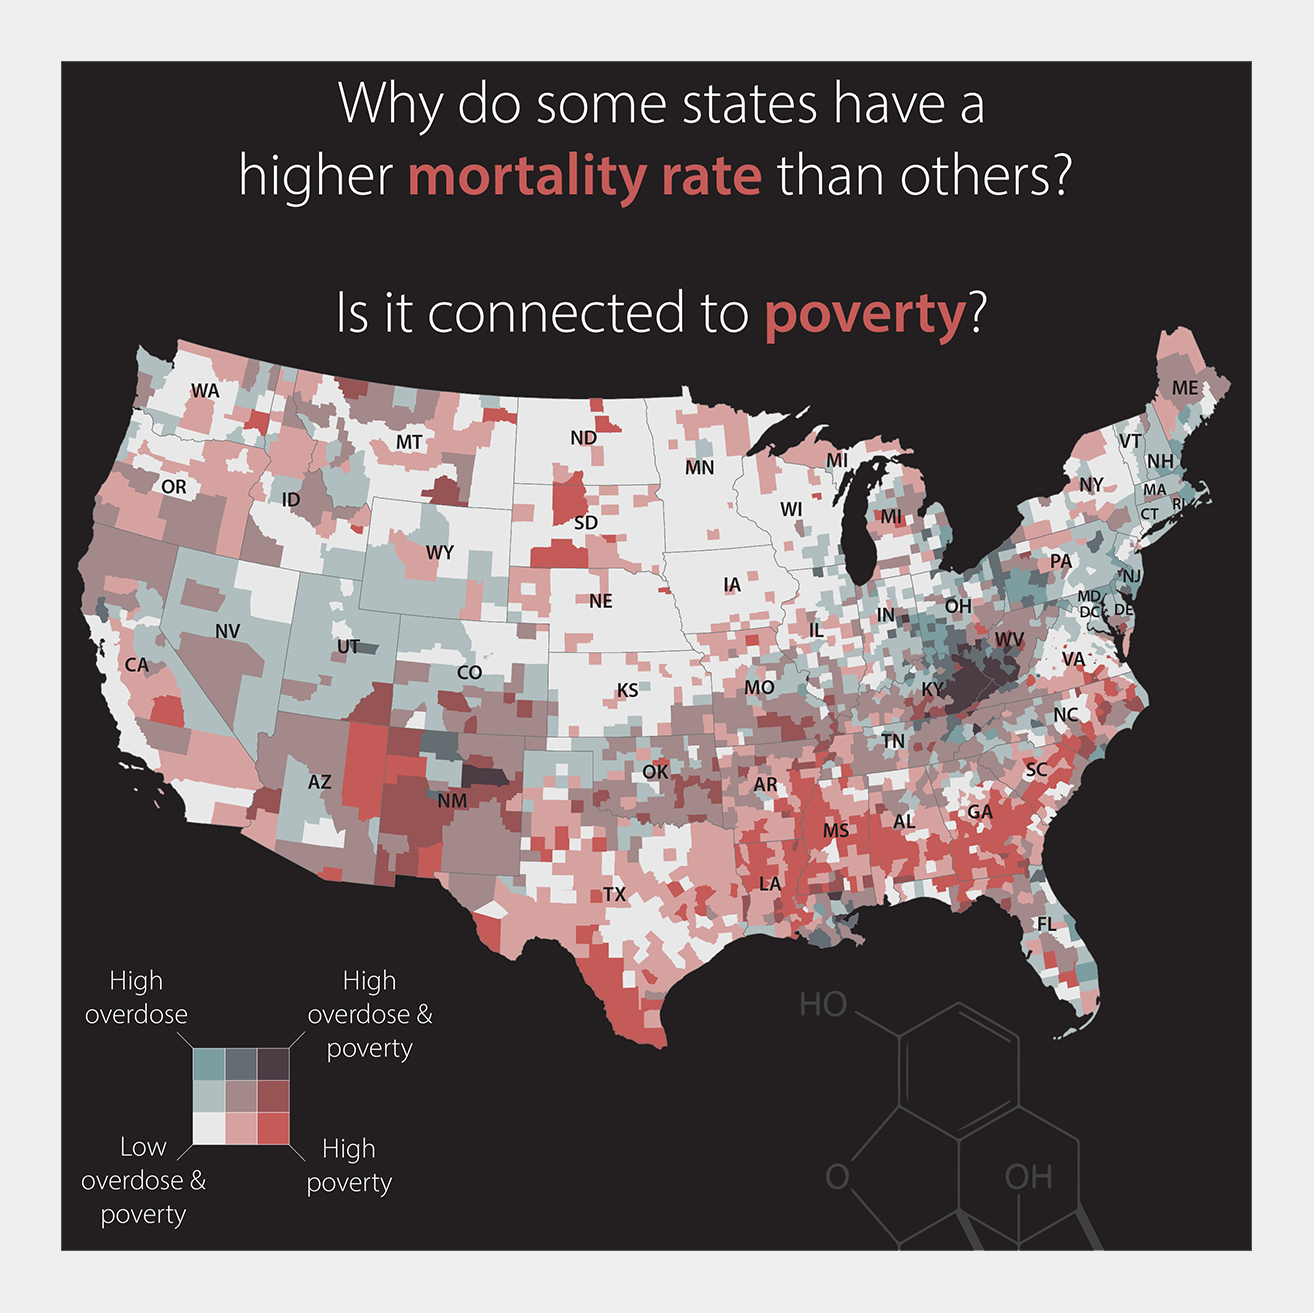 Why do some states have a
higher mortality rate than others?
Is it connected to poverty?
WA
MT
ND
MN
MI
ME
VT
NH
OR
ID
SD
WI
MI
NY
MA
RI
CT
WY
NE
IA
PA
NJ
NV
UT
CO
IL
IN
OH
MD
DC
DE
WV
CA
KS
MO
KY
VA
NC
AZ
NM
OK
AR
TN
SC
MS
AL
GA
TX
LA
FL
High
overdose
High
overdose &
poverty
Low
overdose &
poverty
High
poverty
HO
O
OH